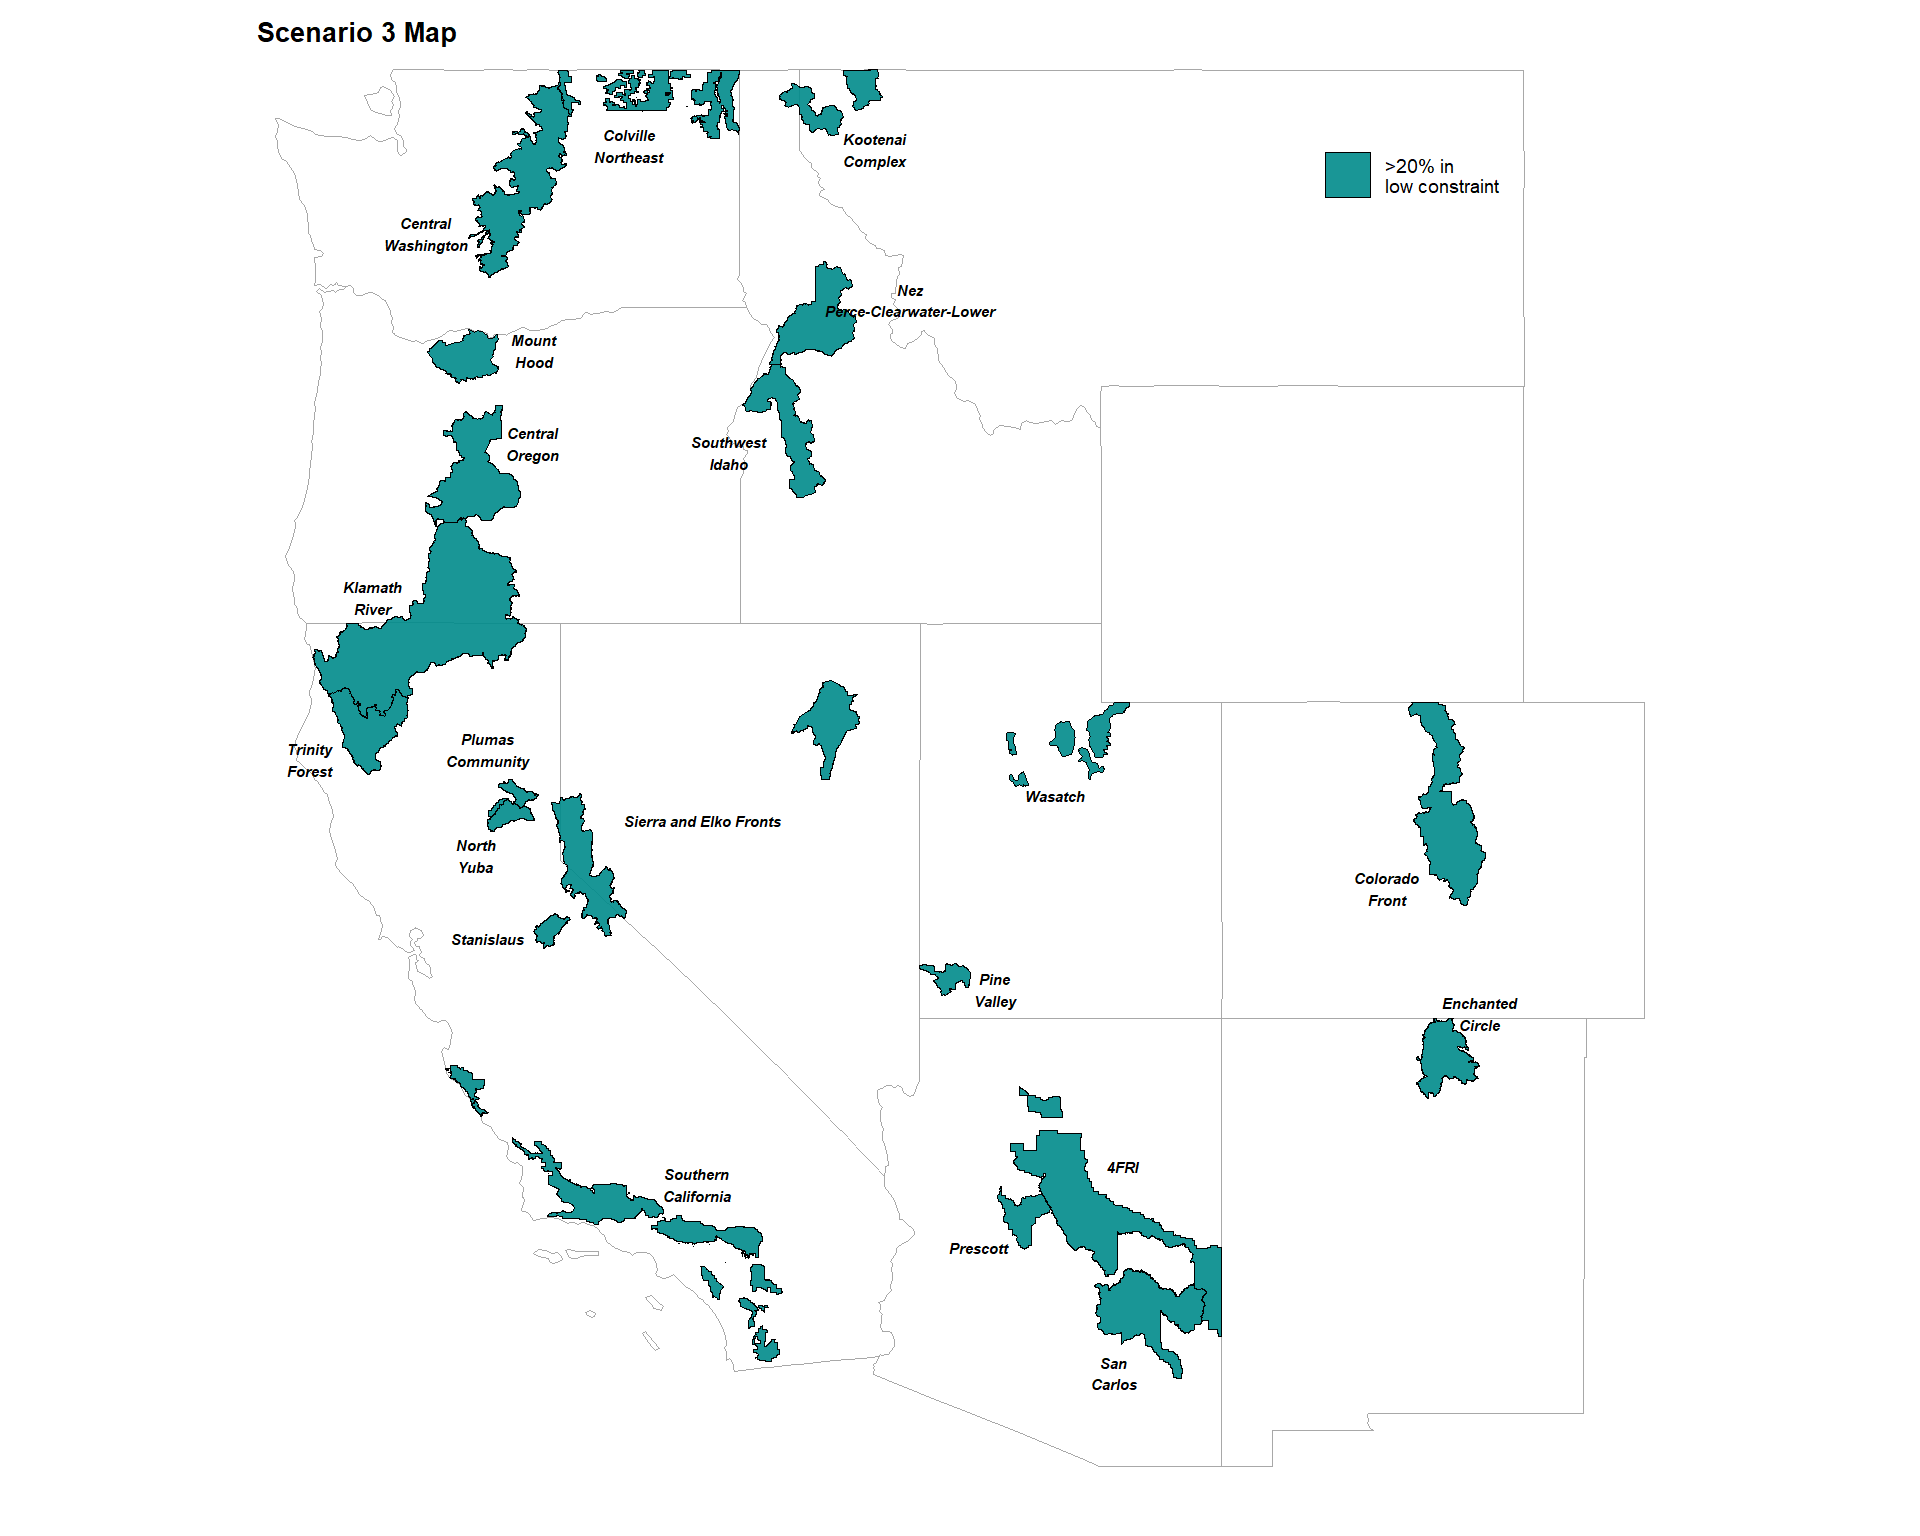 Scenario 3 Map
Colville
Northeast
Kootenai
Complex
>20% in
low constraint
Central
Washington
Nez
Perce-Clearwater-Lower
Mount
Hood
Central
Oregon
Southwest
Idaho
Klamath
River
Trinity
Forest
Plumas
Community
Wasatch
Sierra and Elko Fronts
North
Yuba
Colorado
Front
Stanislaus
Pine
Valley
Enchanted
Circle
4FRI
Southern
California
Prescott
San
Carlos